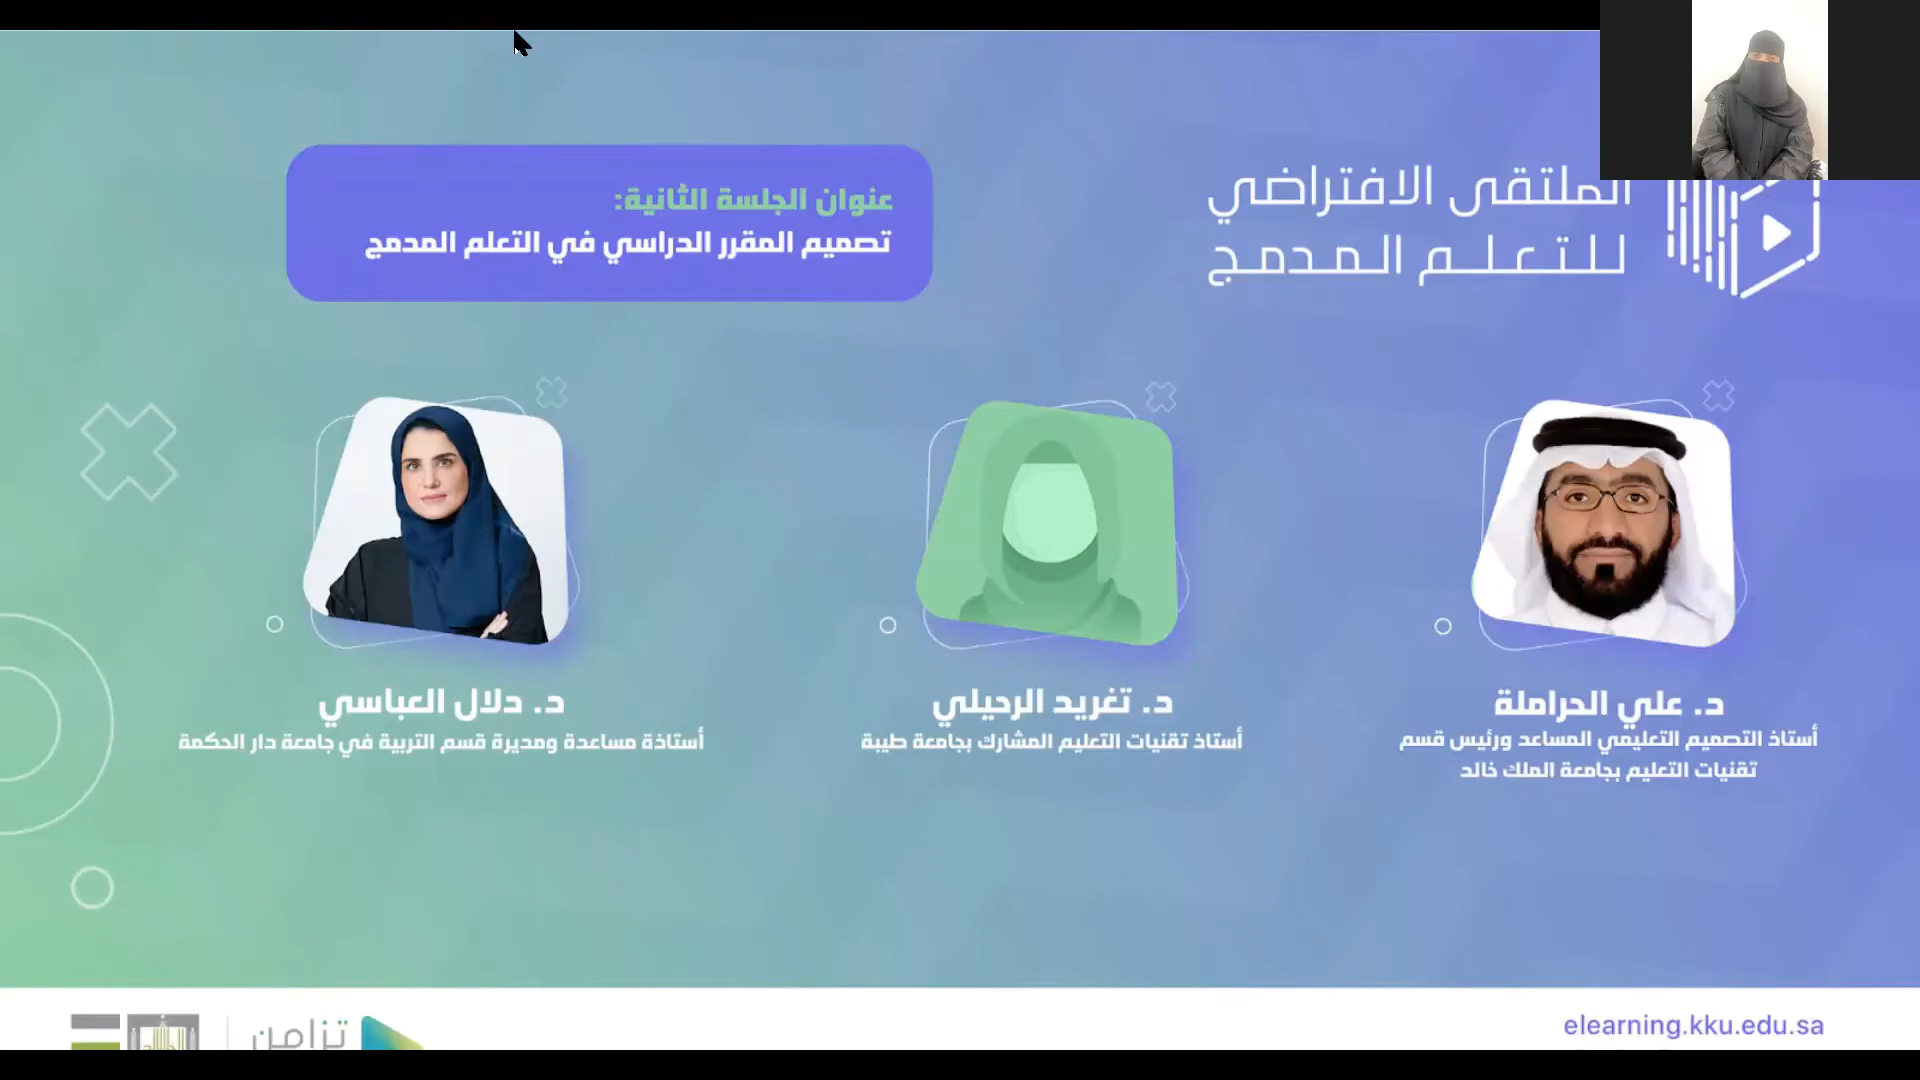 الملتقى الافتراضي
للتعلم المدمج
عنوان الجلسة الثانية:
تصميم المقرر الدراسي في التعلم المدمج
د. علي الحراملة
أستاذ التصميم التعليمي المساعد ورئيس قسم
تقنيات التعليم بجامعة الملك خالد
د. تغريد الرحيلي
أستاذ تقنيات التعليم المشارك بجامعة طيبة
د. دلال العباسي
أستاذة مساعدة ومديرة قسم التربية في جامعة دار الحكمة
elearning.kku.edu.sa
تزامن